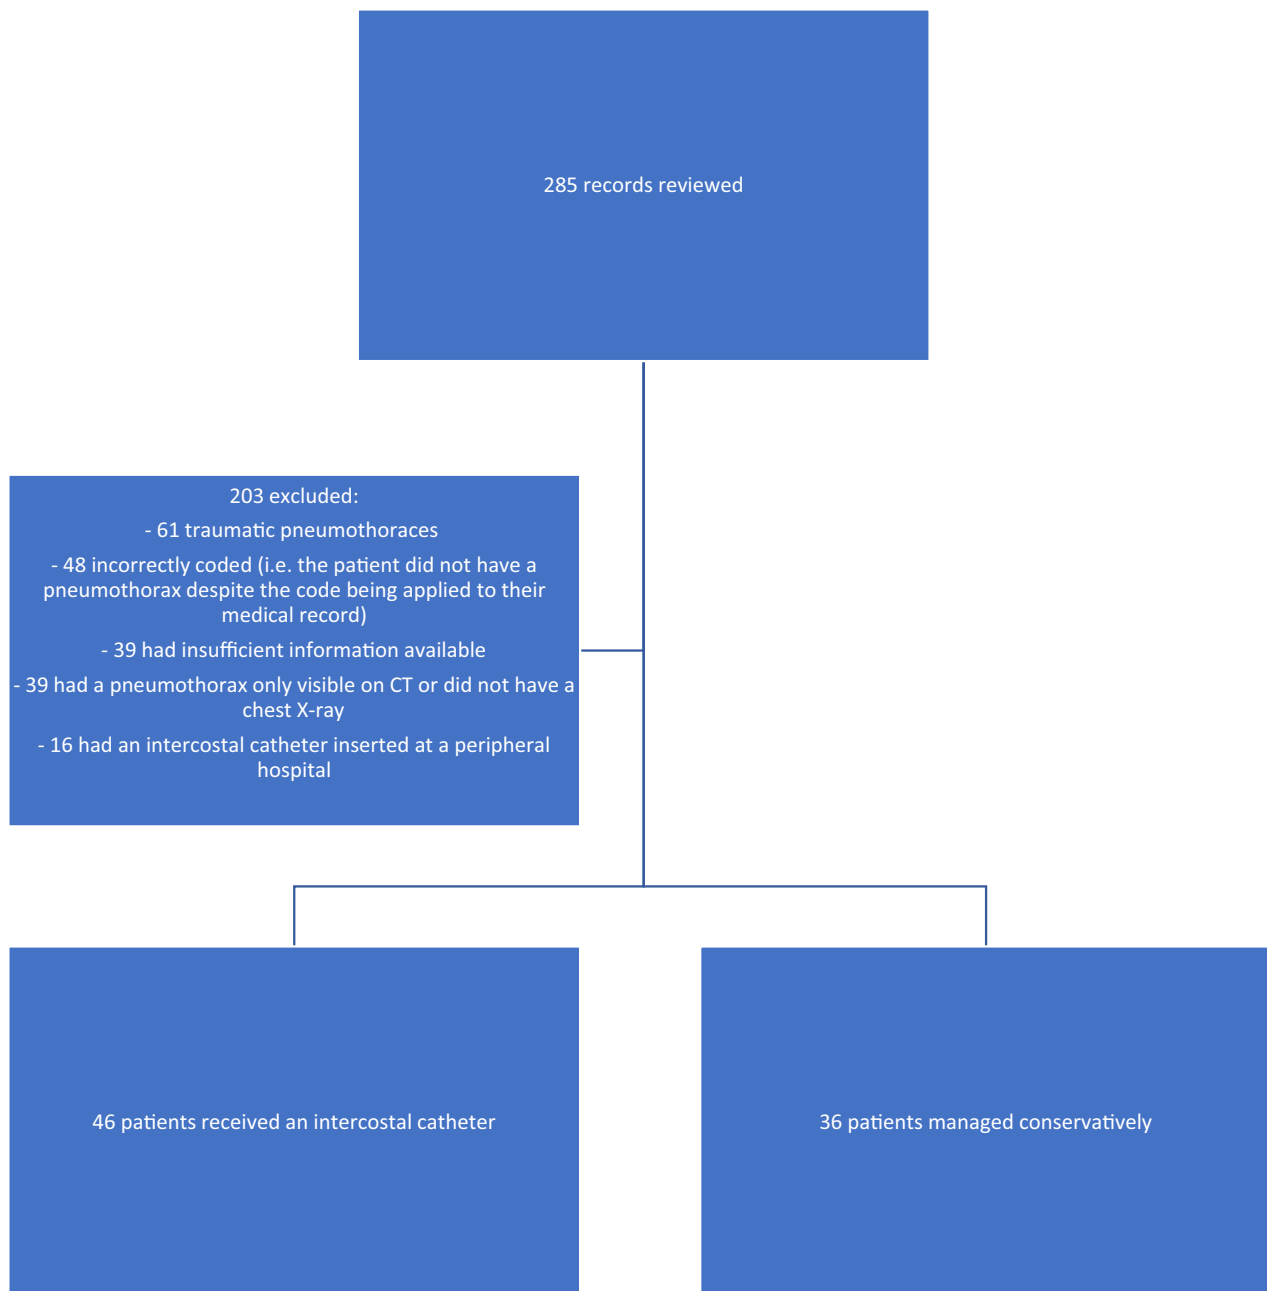 285 records reviewed
203 excluded:
- 61 traumatic pneumothoraces
- 48 incorrectly coded (i.e. the patient did not have a
pneumothorax despite the code being applied to their
medical record)
- 39 had insufficient information available
- 39 had a pneumothorax only visible on CT or did not have a
chest X-ray
- 16 had an intercostal catheter inserted at a peripheral
hospital
46 patients received an intercostal catheter
36 patients managed conservatively